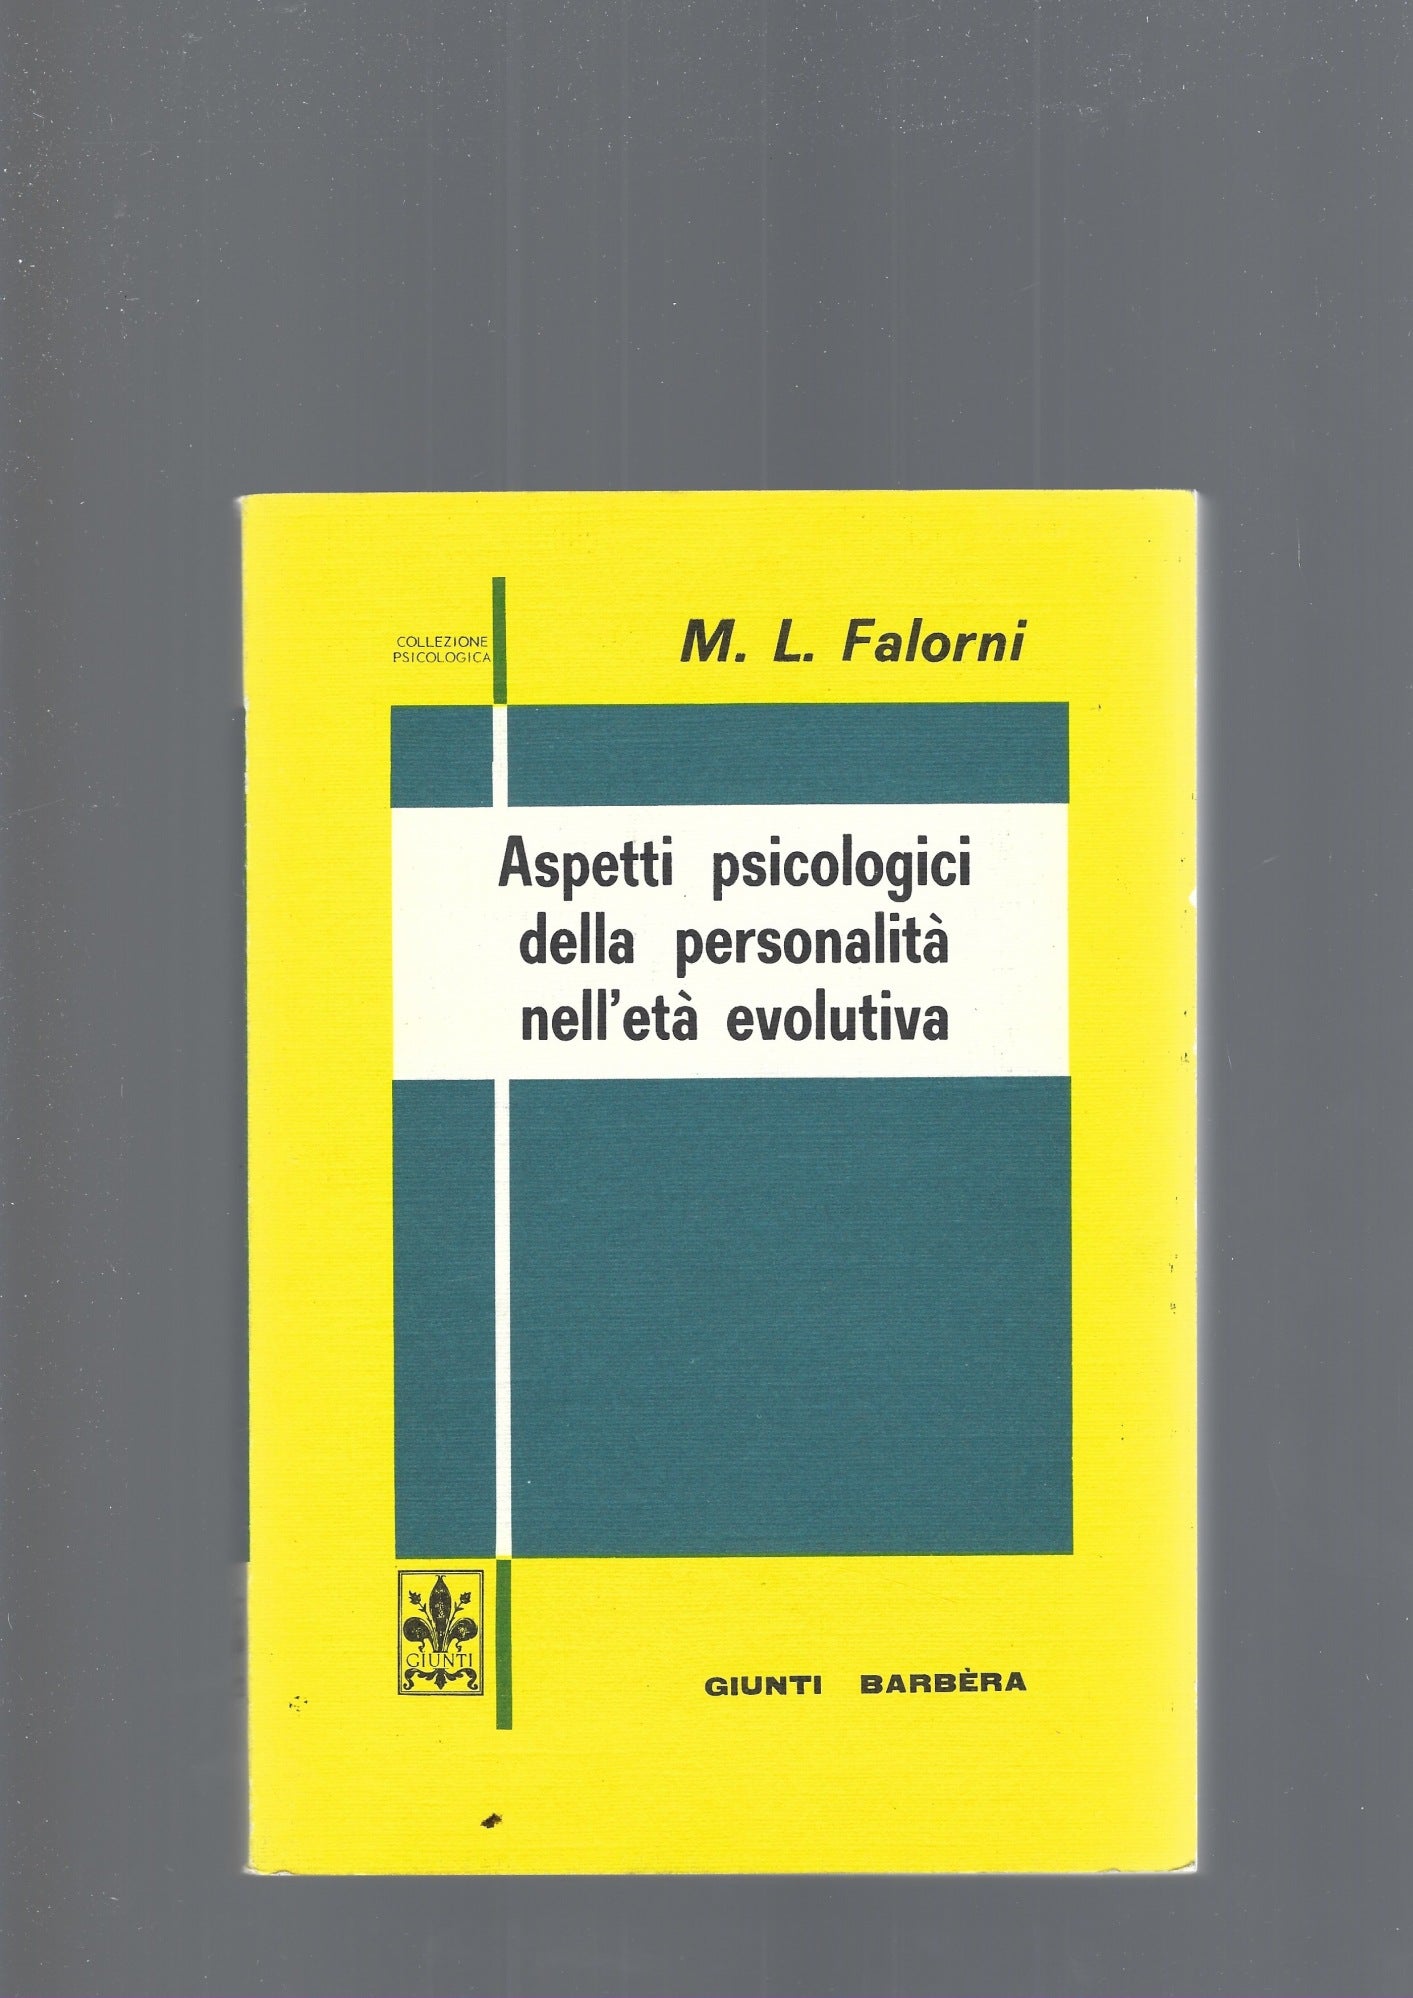 COLLEZIONE
PSICOLOGICA
M. L. Falorni
Aspetti psicologici
della personalità
nell'età evolutiva
GIUNTI
GIUNTI BARBÈRA